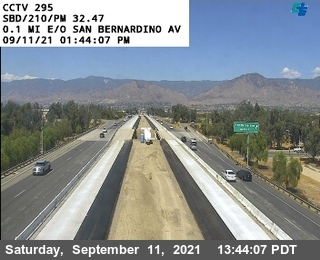 CCTV 295
SBD/210/PM 32.47
0.1 MI E/O SAN BERNARDINO AV
09/11/21 01:44:07 PM
Saturday, September 11, 2021 13:44:07 PDT